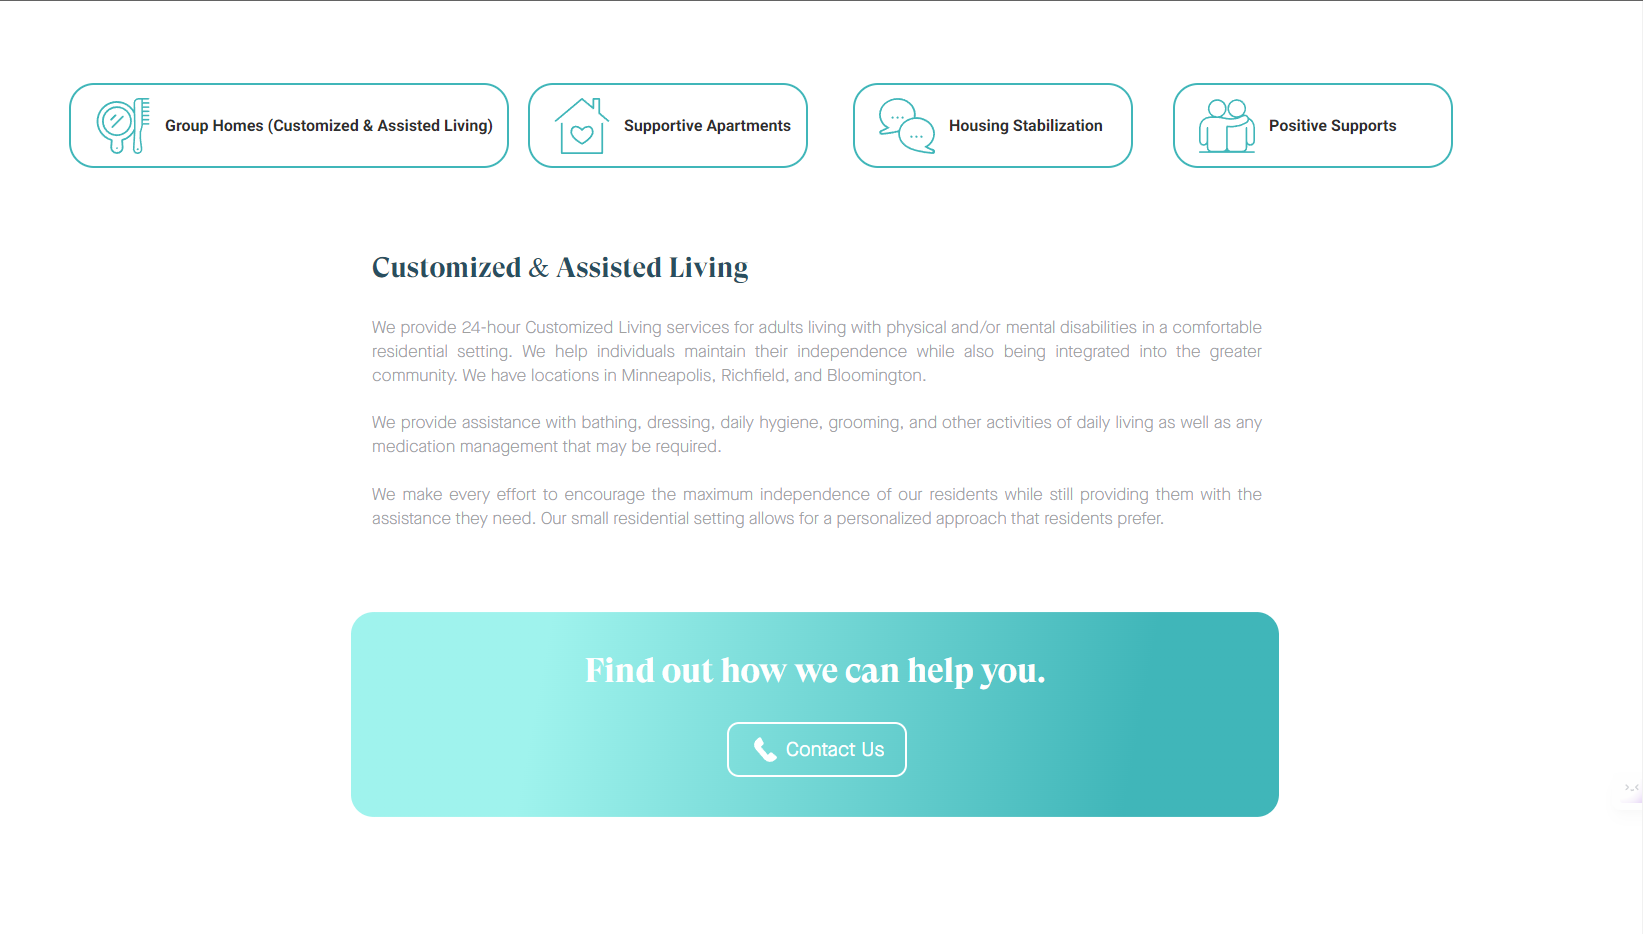 Group Homes (Customized & Assisted Living)
Supportive Apartments
Housing Stabilization
Positive Supports
Customized & Assisted Living
We provide 24-hour Customized Living services for adults living with physical and/or mental disabilities in a comfortable
residential setting. We help individuals maintain their independence while also being integrated into the greater
community. We have locations in Minneapolis, Richfield, and Bloomington.
We provide assistance with bathing, dressing, daily hygiene, grooming, and other activities of daily living as well as any
medication management that may be required.
We make every effort to encourage the maximum independence of our residents while still providing them with the
assistance they need. Our small residential setting allows for a personalized approach that residents prefer.
Find out how we can help you.
Contact Us